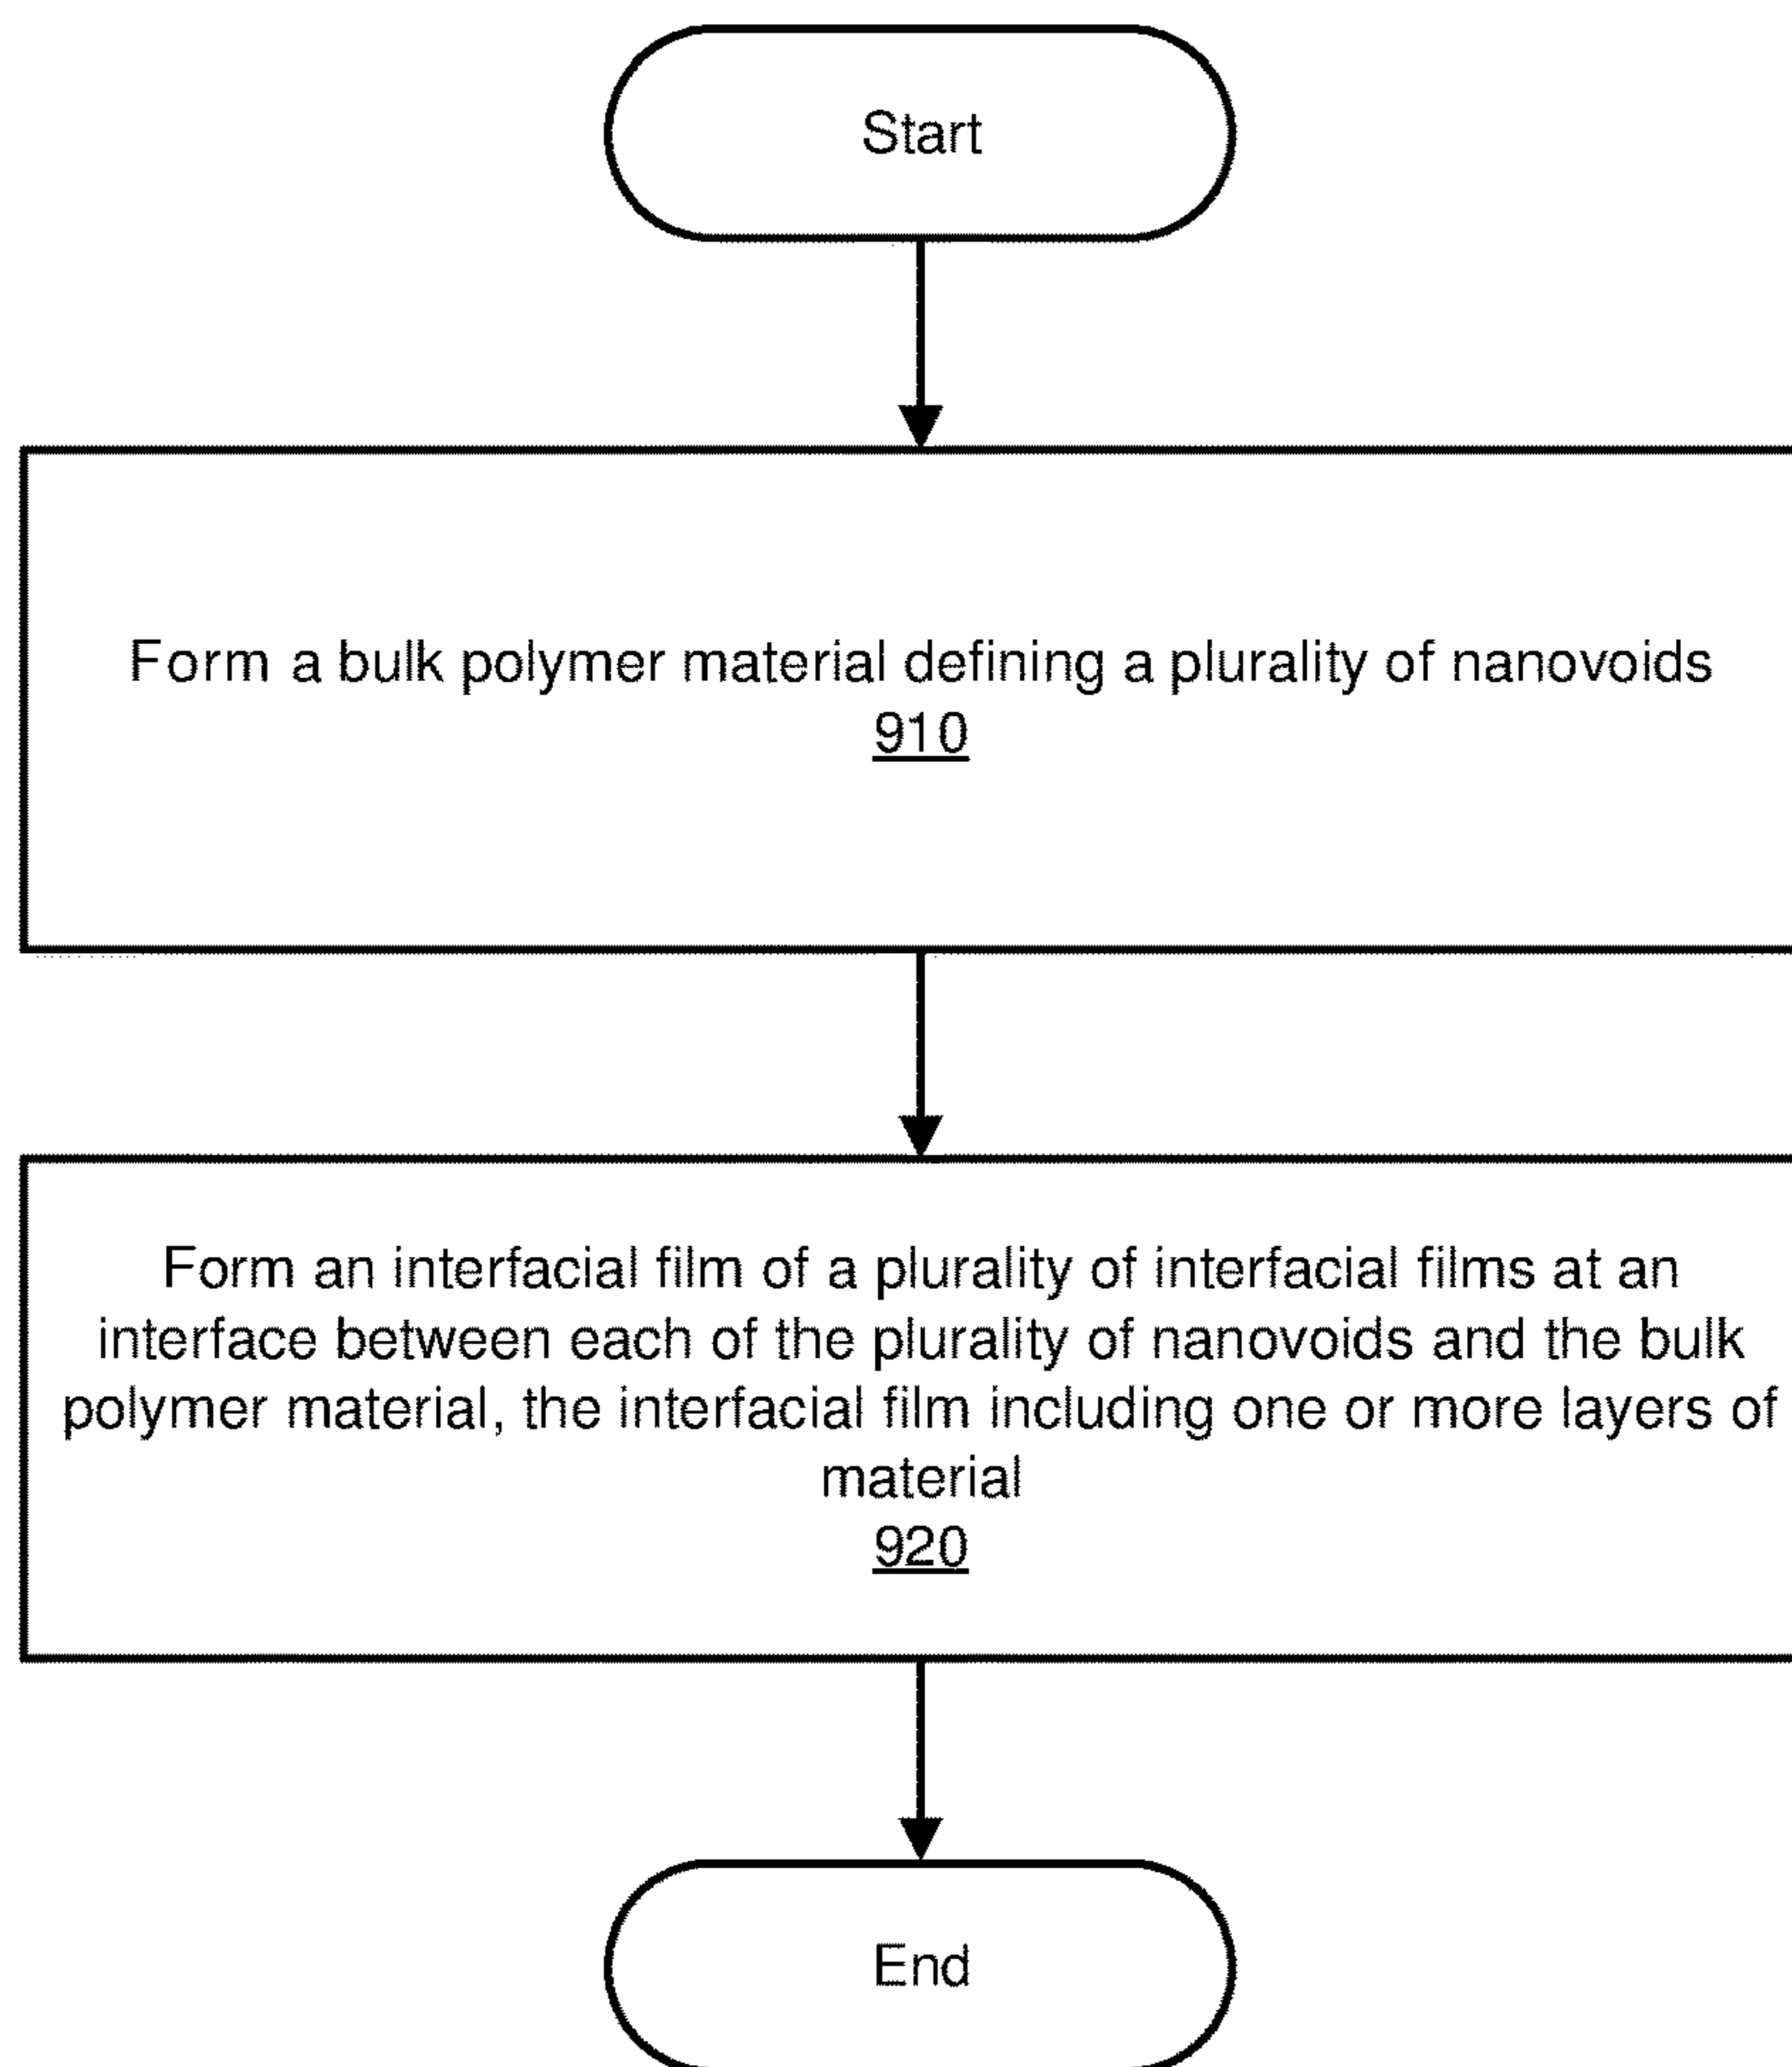 Start
Form a bulk polymer material defining a plurality of nanovoids
910
Form an interfacial film of a plurality of interfacial films at an
interface between each of the plurality of nanovoids and the bulk
polymer material, the interfacial film including one or more layers of
material
920
End